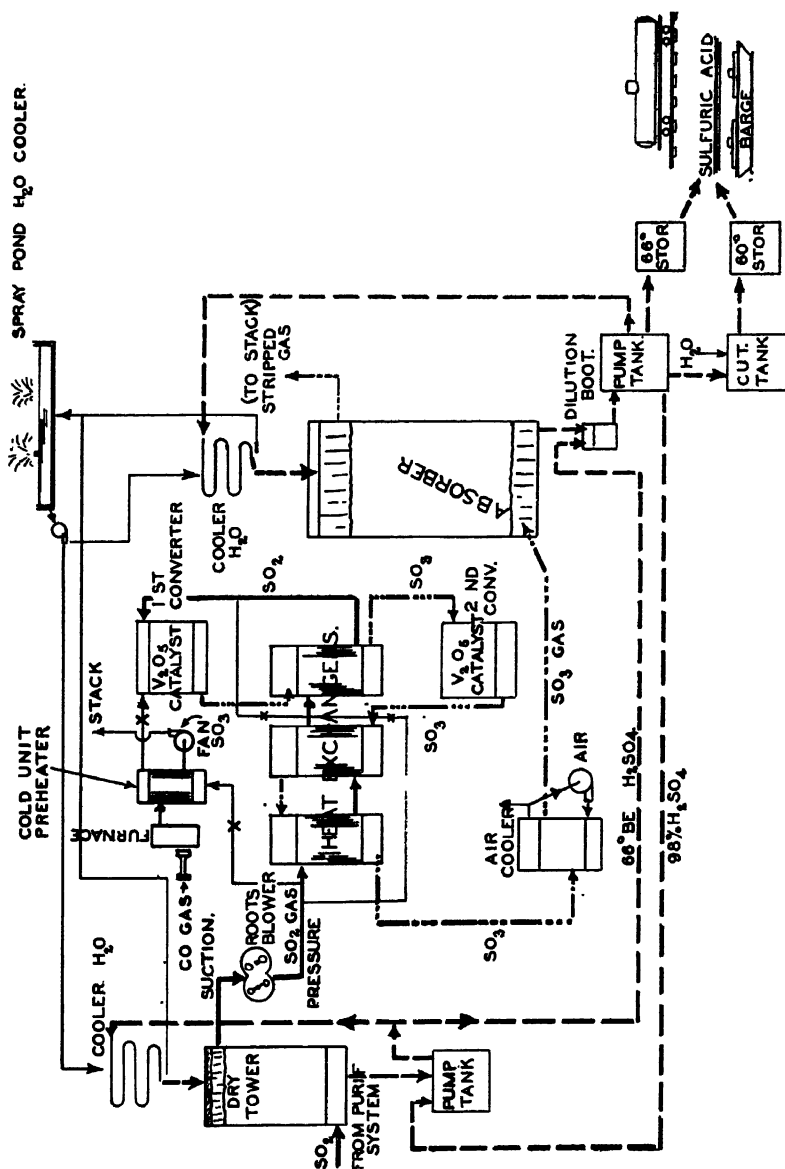 SPRAY POND H₂O COOLER.
STACK
COLD UNIT
PREHEATER
FURNACE
CO GAS
SUCTION.
FAN
SO₃
V₂O₅
CATALYST
1 ST
CONVERTER
SO₂
COOLER H₂O
DRY
TOWER
ROOTS
BLOWER
SO₂ GAS
PRESSURE
HEAT EXCHANGERS.
SO₃
SO₃
V₂O₅
CATALYST
2 ND
CONV.
COOLER
H₂O
(TO STACK)
STRIPPED
GAS
ABSORBER
SO₃ GAS
AIR
COOLER
AIR
SO₃
SO₂
FROM PURIF
SYSTEM
PUMP
TANK
66°BE H₂SO₄
98% H₂SO₄
DILUTION
BOOT.
PUMP
TANK.
H₂O
CUT.
TANK
66°
STOR
60°
STOR
SULFURIC ACID
BARGE